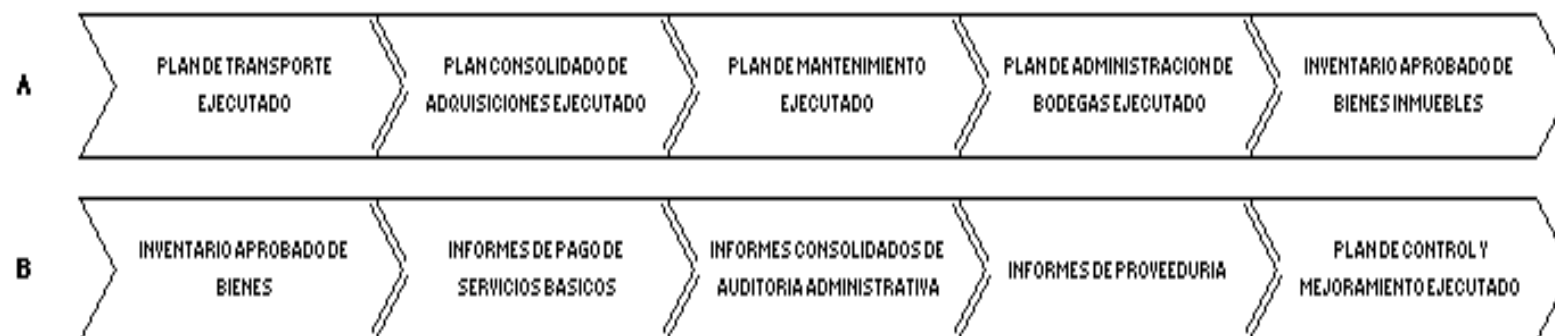 A
PLAN DE TRANSPORTE
EJECUTADO
PLAN CONSOLIDADO DE
ADQUISICIONES EJECUTADO
PLAN DE MANTENIMIENTO
EJECUTADO
PLAN DE ADMINISTRACION DE
BODEGAS EJECUTADO
INVENTARIO APROBADO DE
BIENES INMUEBLES
B
INVENTARIO APROBADO DE
BIENES
INFORMES DE PAGO DE
SERVICIOS BASICOS
INFORMES CONSOLIDADOS DE
AUDITORIA ADMINISTRATIVA
INFORMES DE PROVEEDURIA
PLAN DE CONTROL Y
MEJORAMIENTO EJECUTADO